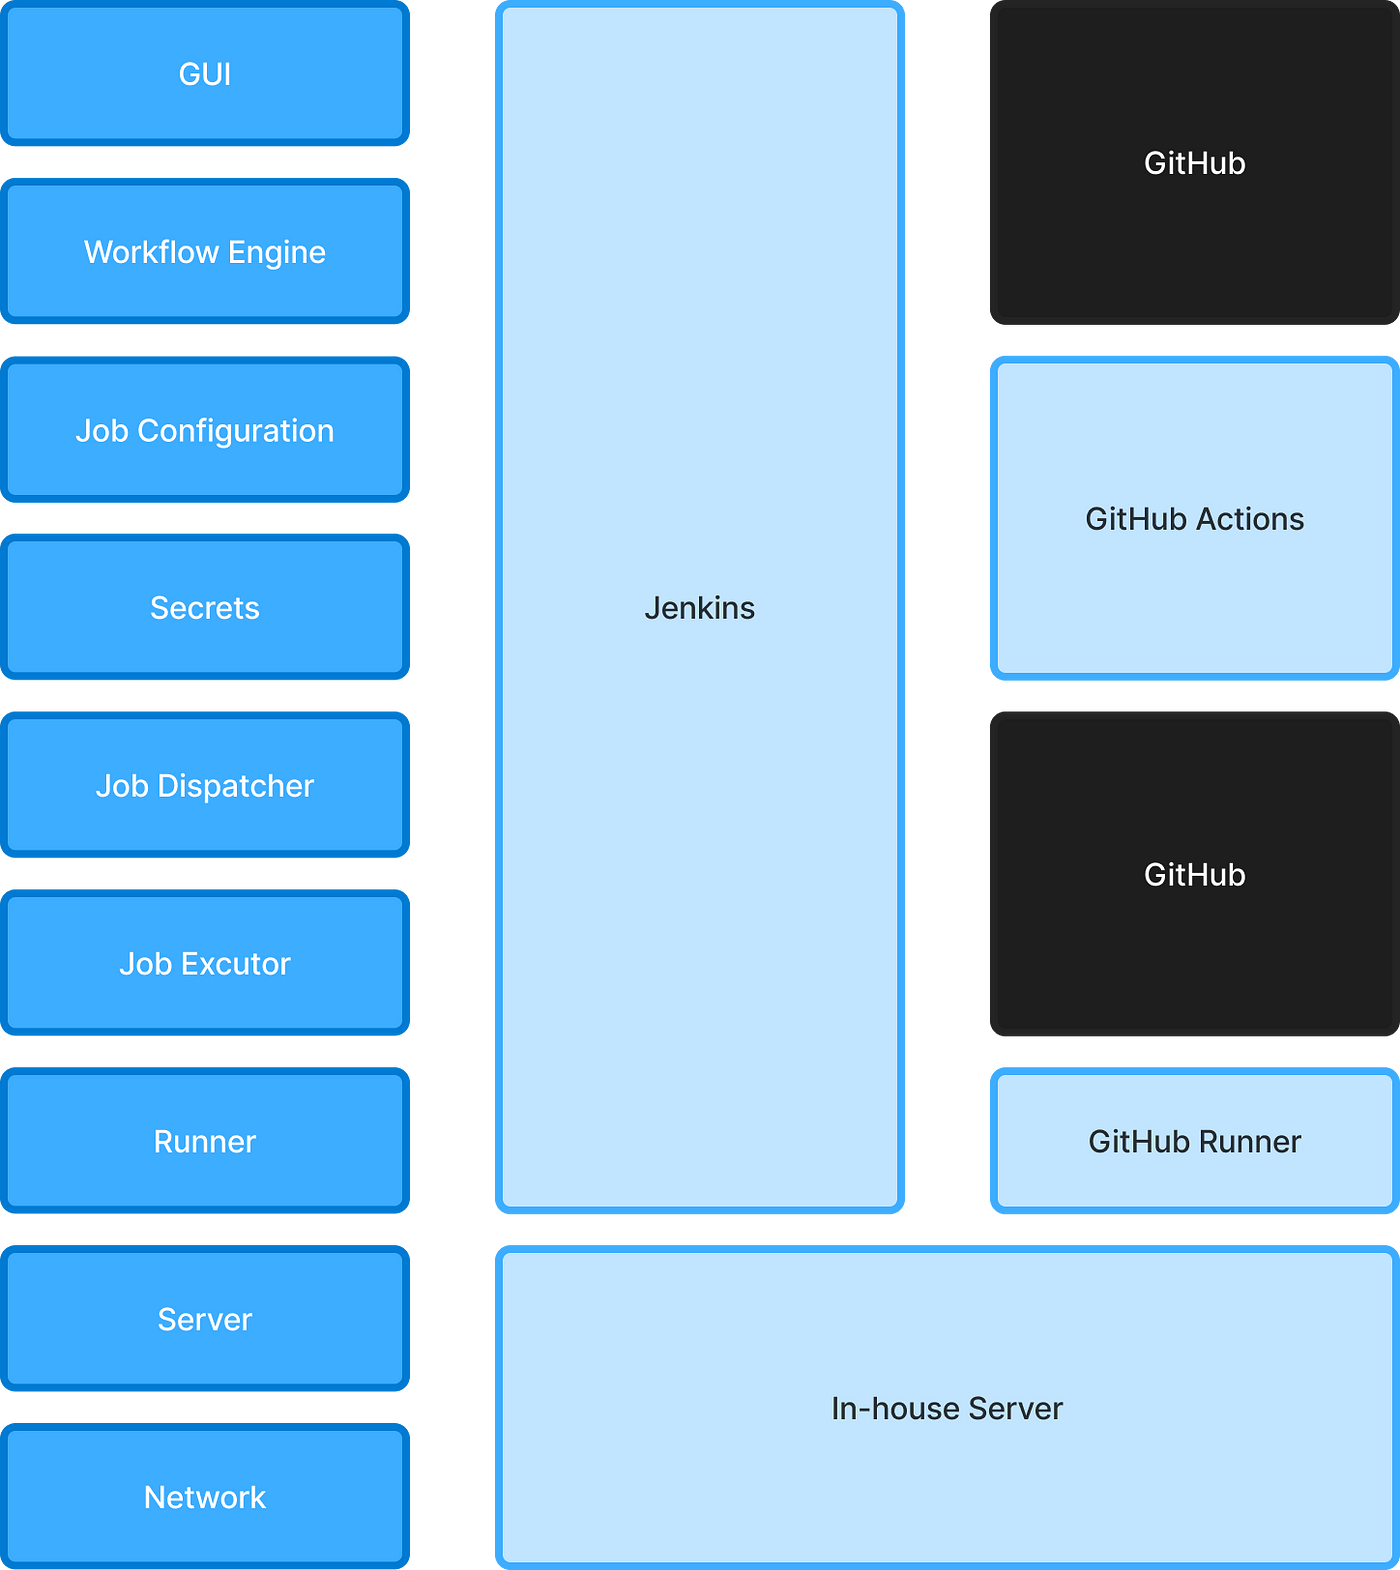 GUI
Workflow Engine
Job Configuration
Secrets
Job Dispatcher
Job Excutor
Runner
Server
Network
Jenkins
GitHub
GitHub Actions
GitHub
GitHub Runner
In-house Server